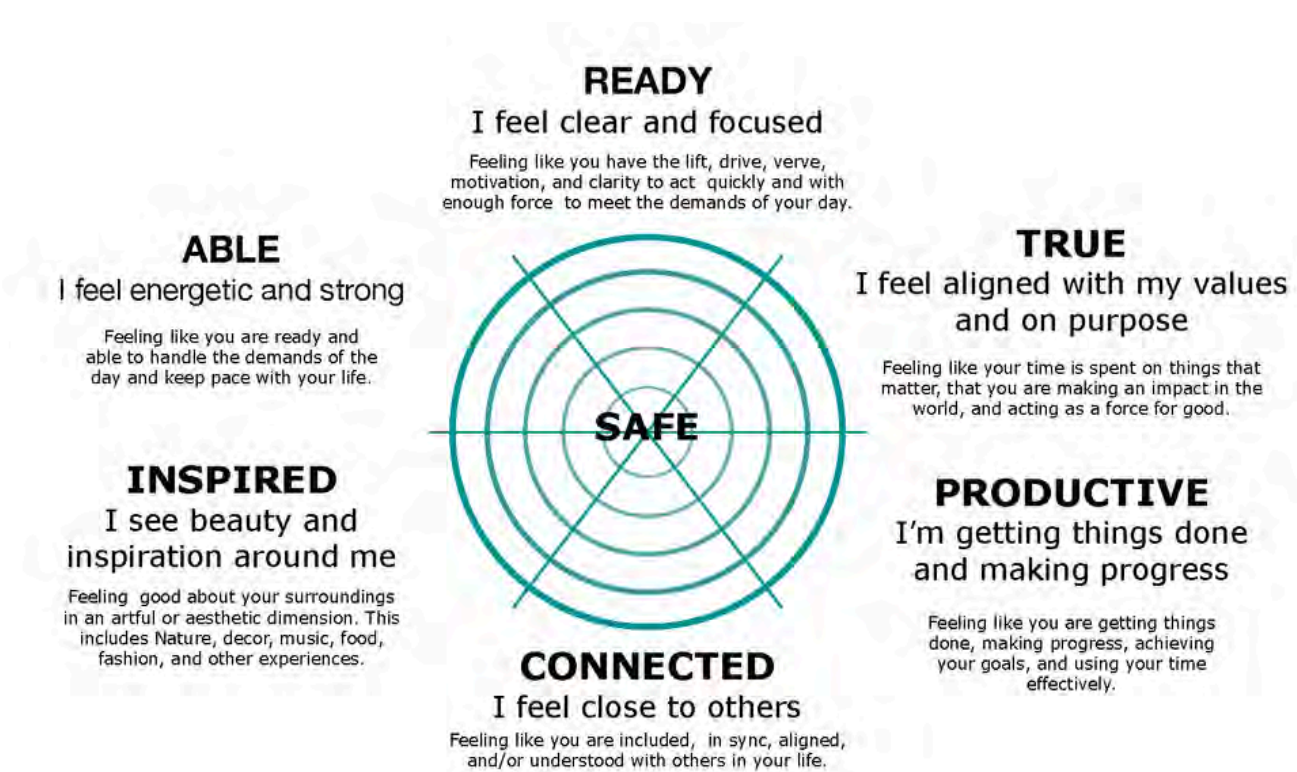 READY
I feel clear and focused
Feeling like you have the lift, drive, verve,
motivation, and clarity to act quickly and with
enough force to meet the demands of your day.
ABLE
I feel energetic and strong
Feeling like you are ready and
able to handle the demands of the
day and keep pace with your life.
TRUE
I feel aligned with my values
and on purpose
Feeling like your time is spent on things that
matter, that you are making an impact in the
world, and acting as a force for good.
SAFE
INSPIRED
I see beauty and
inspiration around me
Feeling good about your surroundings
in an artful or aesthetic dimension. This
includes Nature, decor, music, food,
fashion, and other experiences.
PRODUCTIVE
I'm getting things done
and making progress
Feeling like you are getting things
done, making progress, achieving
your goals, and using your time
effectively.
CONNECTED
I feel close to others
Feeling like you are included, in sync, aligned,
and/or understood with others in your life.